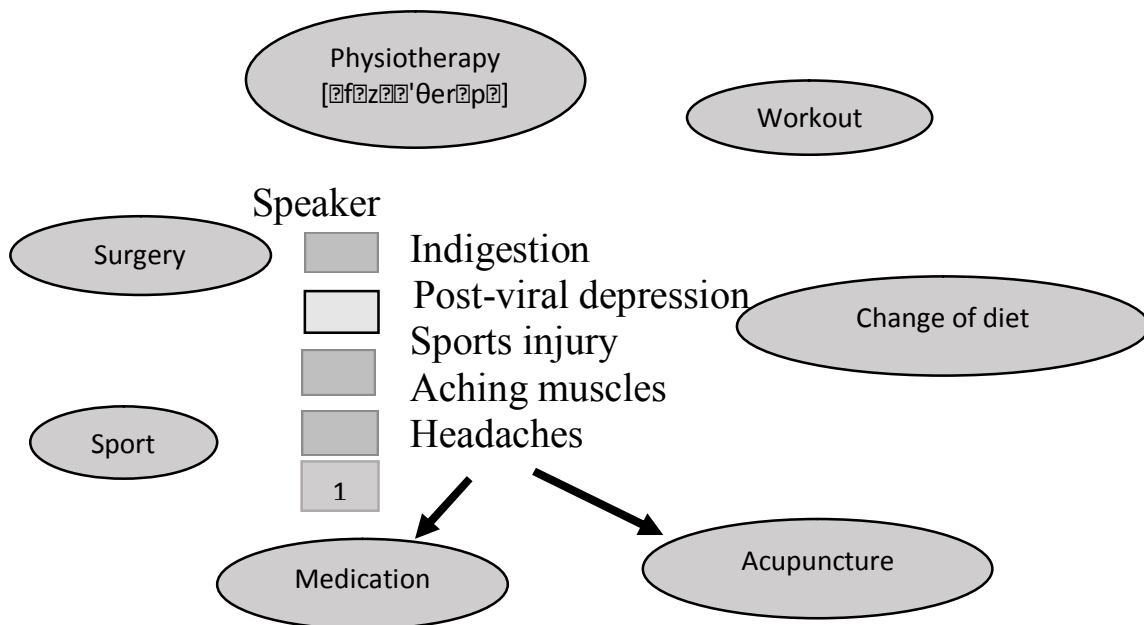 Physiotherapy
Workout
Speaker
Surgery
Indigestion
Post-viral depression
Change of diet
Sports injury
Aching muscles
Sport
Headaches
1
Medication
Acupuncture